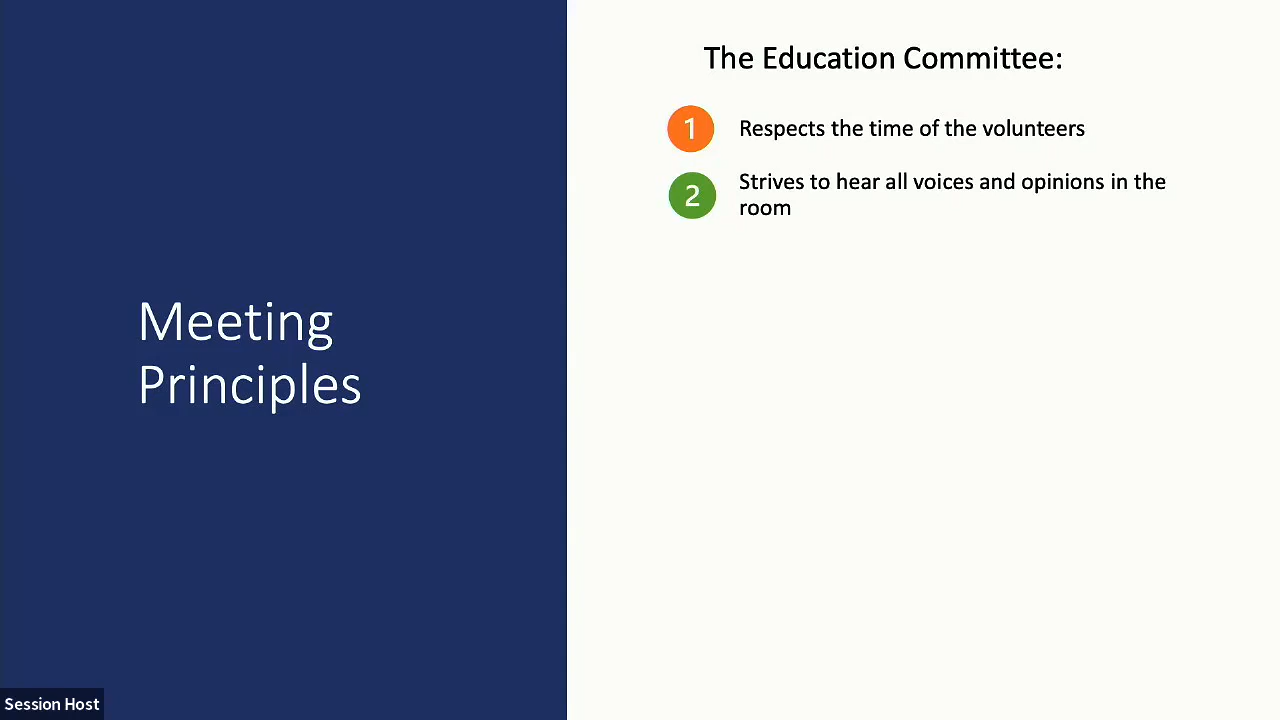 The Education Committee:
1 Respects the time of the volunteers
2 Strives to hear all voices and opinions in the
room
Meeting
Principles
Session Host